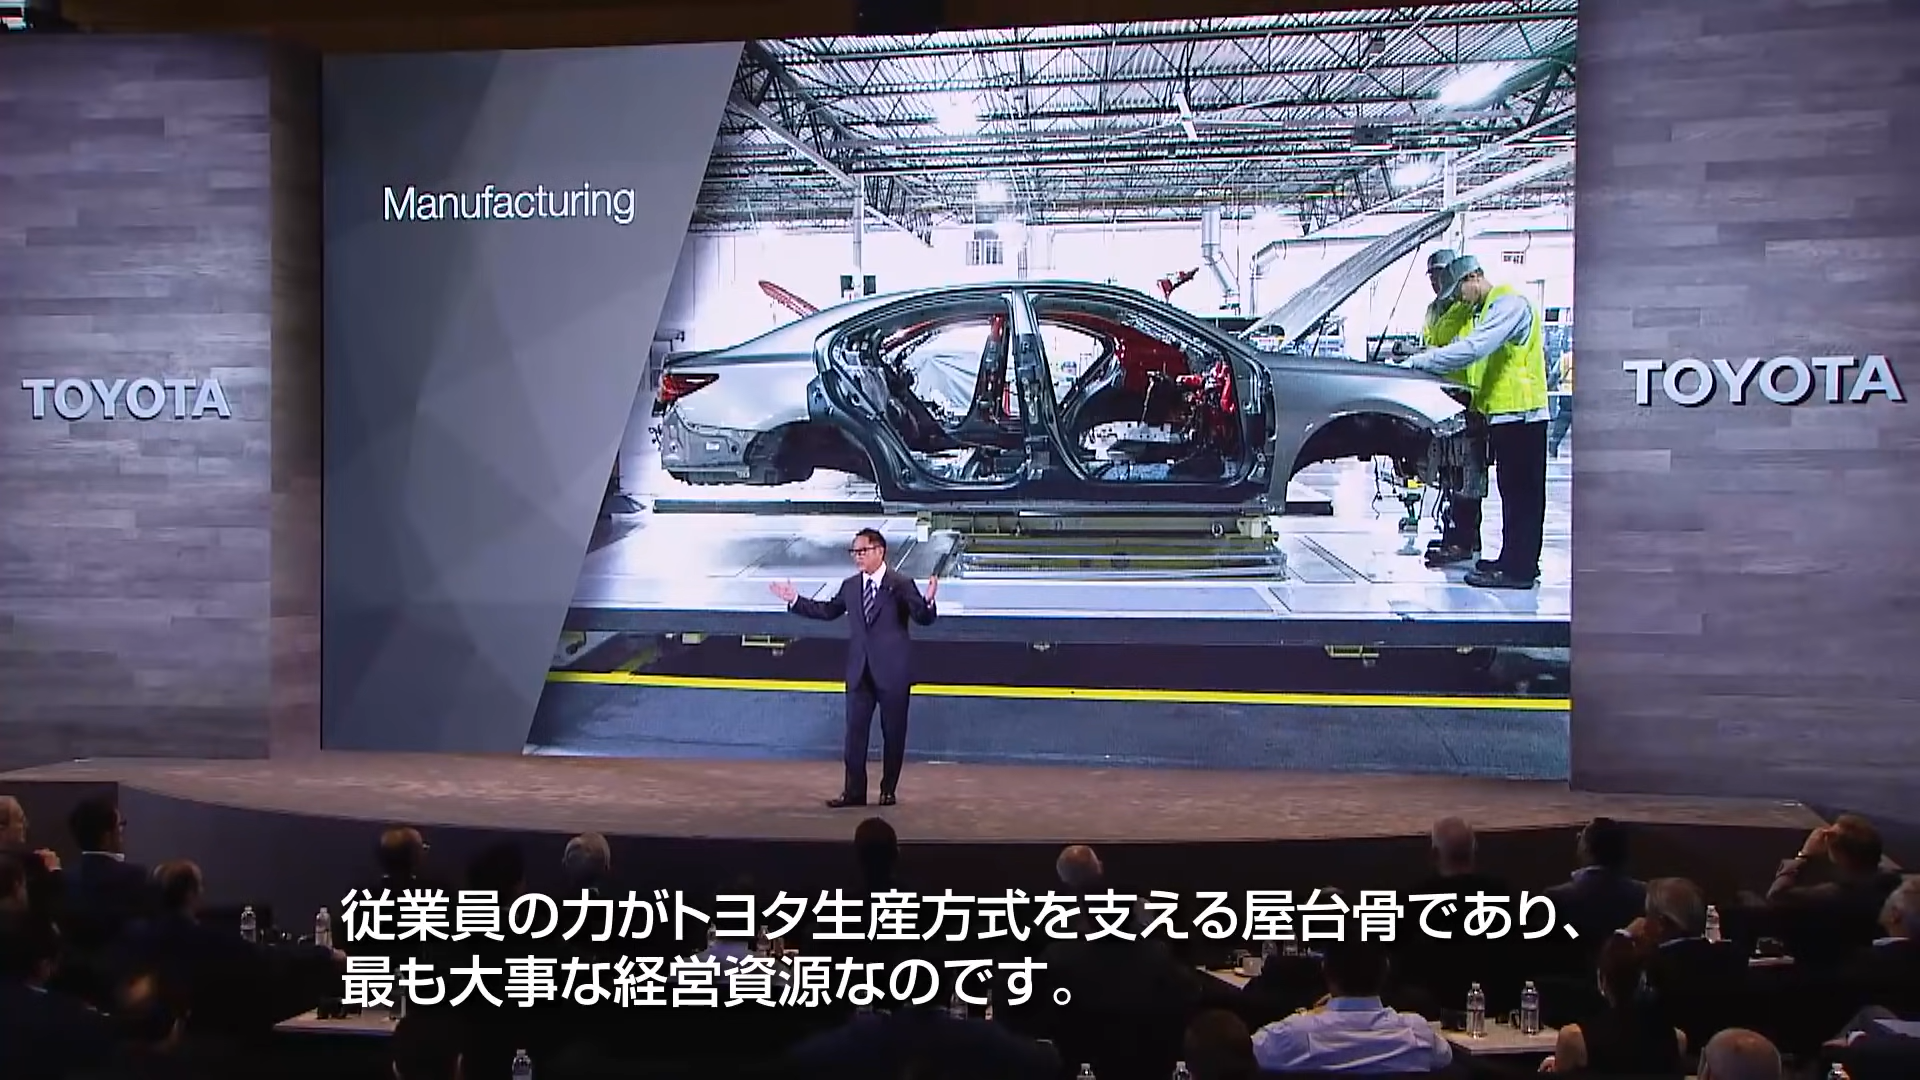 Manufacturing
TOYOTA
TOYOTA
従業員の力がトヨタ生産方式を支える屋台骨であり、
最も大事な経営資源なのです。